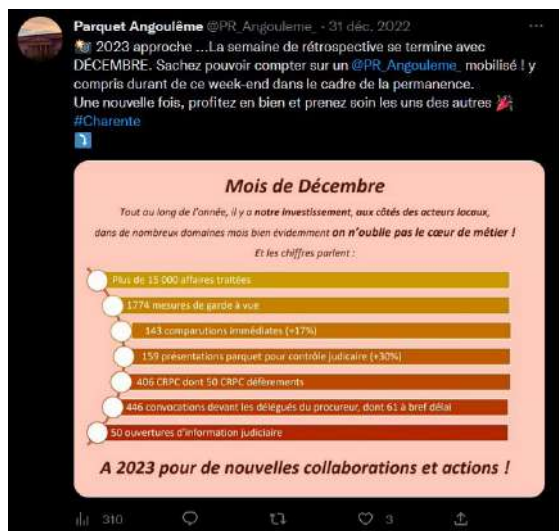 Parquet Angoulême @PR_Angouleme_ · 31 déc. 2022
📸 2023 approche ...La semaine de rétrospective se termine avec
DÉCEMBRE. Sachez pouvoir compter sur un @PR_Angouleme_ mobilisé ! y
compris durant de ce week-end dans le cadre de la permanence.
Une nouvelle fois, profitez en bien et prenez soin les uns des autres 🎉
#Charente
⤵️
Mois de Décembre
Tout au long de l'année, il y a notre investissement, aux côtés des acteurs locaux,
dans de nombreux domaines mais bien évidemment on n'oublie pas le cœur de métier !
Et les chiffres parlent :
Plus de 15 000 affaires traitées
1774 mesures de garde à vue
143 comparutions immédiates (+17%)
159 présentations parquet pour contrôle judicaire (+30%)
406 CRPC dont 50 CRPC défèrements
446 convocations devant les délégués du procureur, dont 61 à bref délai
50 ouvertures d'information judiciaire
A 2023 pour de nouvelles collaborations et actions !
310 3